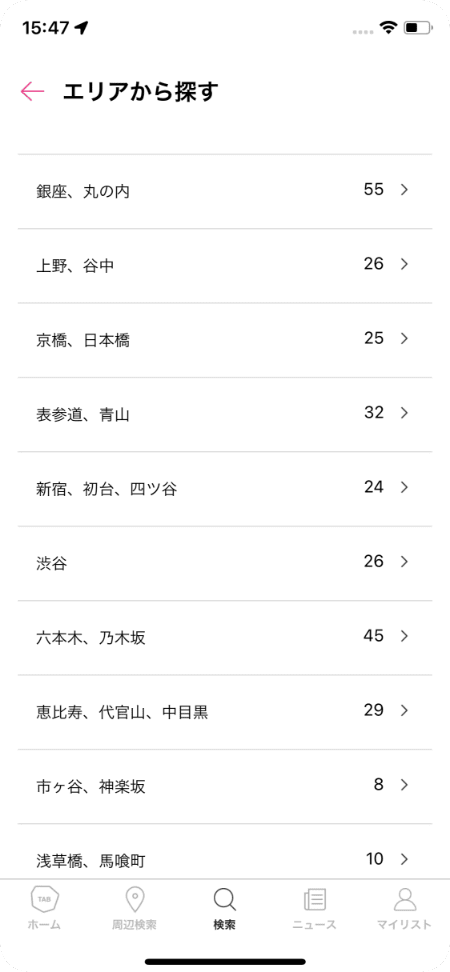 15:47
エリアから探す
銀座、丸の内 55
上野、谷中 26
京橋、日本橋 25
表参道、青山 32
新宿、初台、四ツ谷 24
渋谷 26
六本木、乃木坂 45
恵比寿、代官山、中目黒 29
市ヶ谷、神楽坂 8
浅草橋、馬喰町 10
TAB
ホーム 周辺検索 検索 ニュース マイリスト